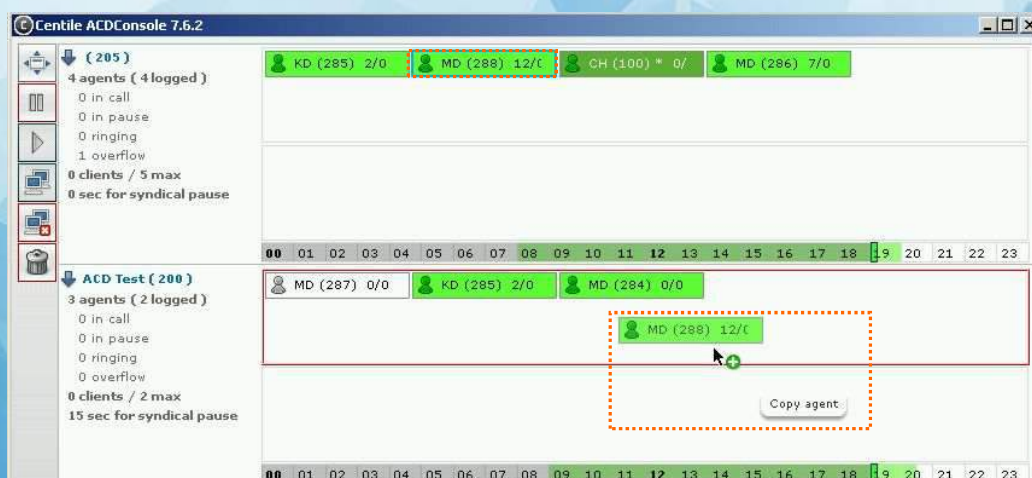 Centile ACDConsole 7.6.2
(205)
4 agents ( 4 logged )
0 in call
0 in pause
0 ringing
1 overflow
0 clients / 5 max
0 sec for syndical pause
KD (285) 2/0
MD (288) 12/(
CH (100) * 0/
MD (286) 7/0
00 01 02 03 04 05 06 07 08 09 10 11 12 13 14 15 16 17 18 19 20 21 22 23
ACD Test ( 200 )
3 agents ( 2 logged )
0 in call
0 in pause
0 ringing
0 overflow
0 clients / 2 max
15 sec for syndical pause
MD (287) 0/0
KD (285) 2/0
MD (284) 0/0
MD (288) 12/(
Copy agent
00 01 02 03 04 05 06 07 08 09 10 11 12 13 14 15 16 17 18 19 20 21 22 23